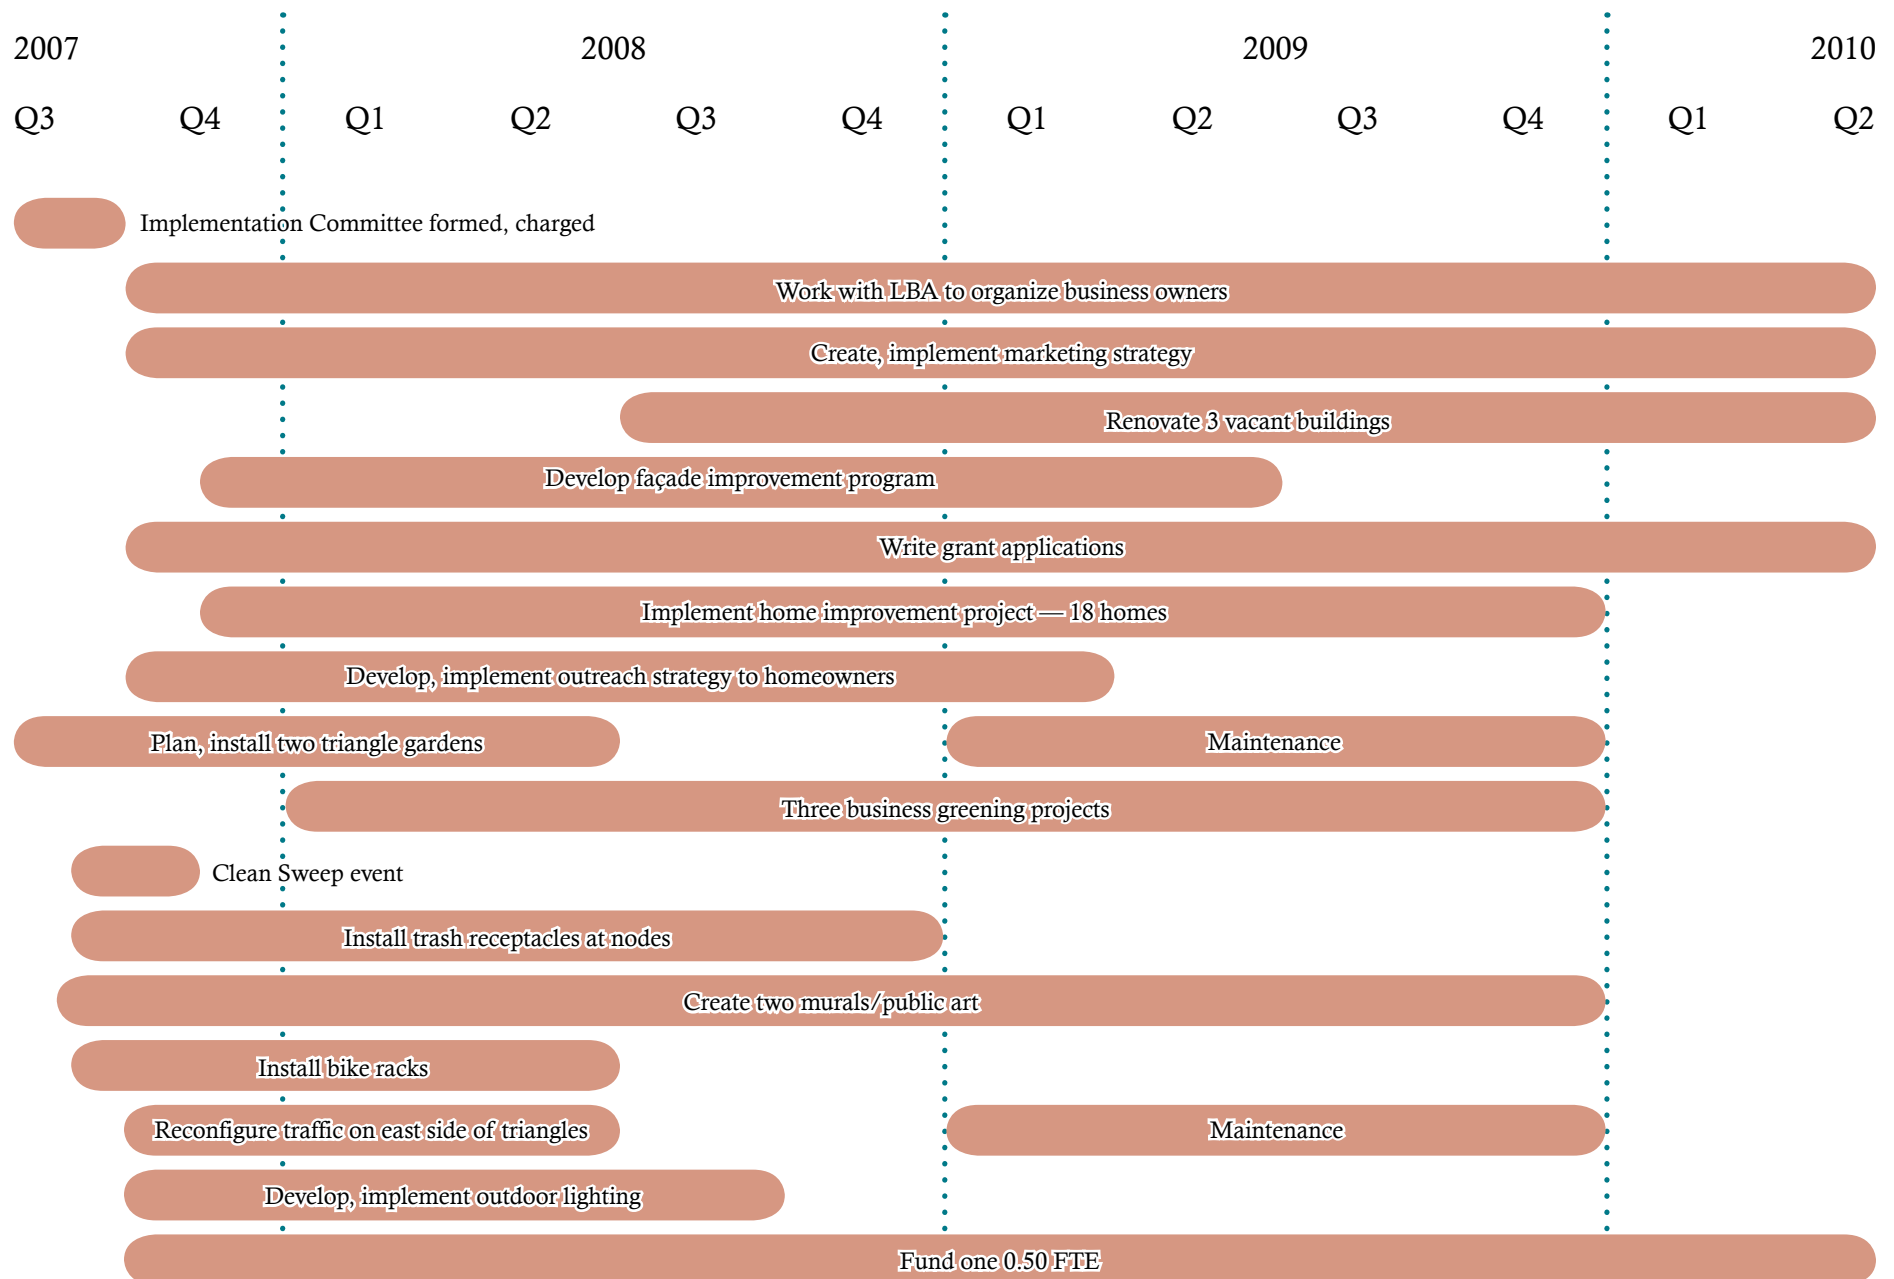 2007 2008 2009 2010
Q3 Q4 Q1 Q2 Q3 Q4 Q1 Q2 Q3 Q4 Q1 Q2
Implementation Committee formed, charged
Work with LBA to organize business owners
Create, implement marketing strategy
Renovate 3 vacant buildings
Develop façade improvement program
Write grant applications
Implement home improvement project — 18 homes
Develop, implement outreach strategy to homeowners
Plan, install two triangle gardens Maintenance
Three business greening projects
Clean Sweep event
Install trash receptacles at nodes
Create two murals/public art
Install bike racks
Reconfigure traffic on east side of triangles Maintenance
Develop, implement outdoor lighting
Fund one 0.50 FTE